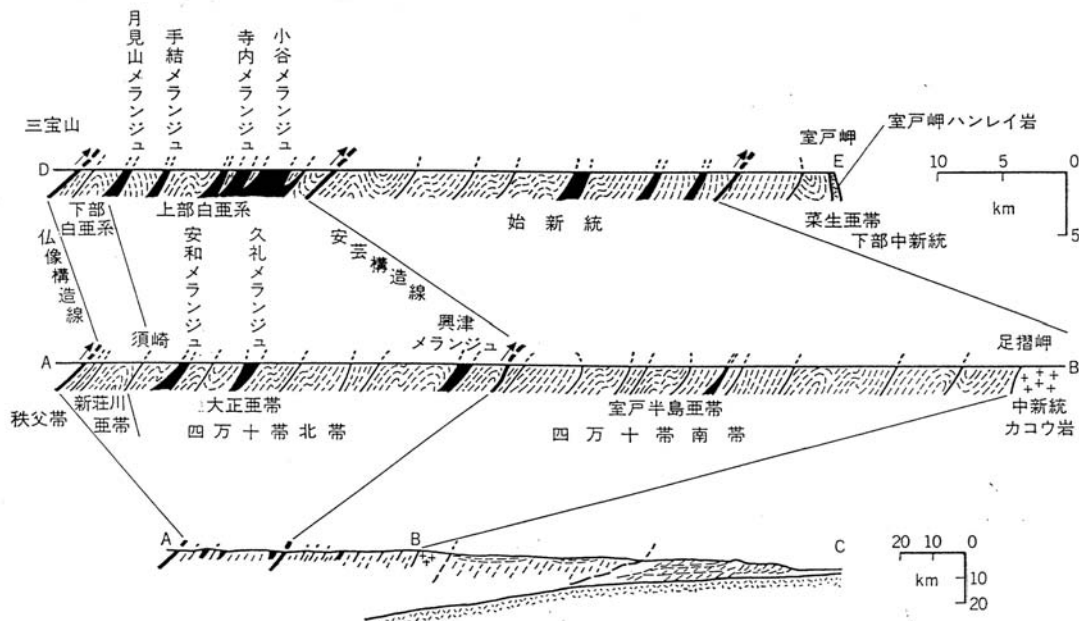 月見山メランジュ
手結メランジュ
寺内メランジュ
小谷メランジュ
三宝山
室戸岬
室戸岬ハンレイ岩
D
E
10 5 0
km
5
下部
白亜系
上部白亜系
始新統
菜生亜帯
下部中新統
仏像構造線
安和メランジュ
久礼メランジュ
安芸構造線
須崎
興津
メランジュ
足摺岬
A
B
秩父帯
新荘川
亜帯
大正亜帯
四万十帯北帯
室戸半島亜帯
四万十帯南帯
中新統
カコウ岩
A
B
C
20 10 0
km
10
20